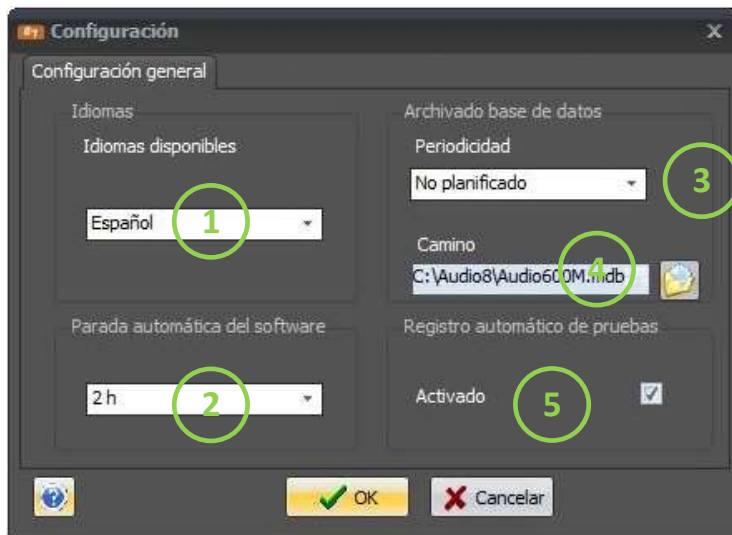 Configuración
x
Configuración general
Idiomas
Idiomas disponibles
Español
1
Archivado base de datos
Periodicidad
No planificado
3
Camino
C:\Audio8\Audio600M.mdb
4
Parada automática del software
2 h
2
Registro automático de pruebas
Activado
5
?
OK
Cancelar